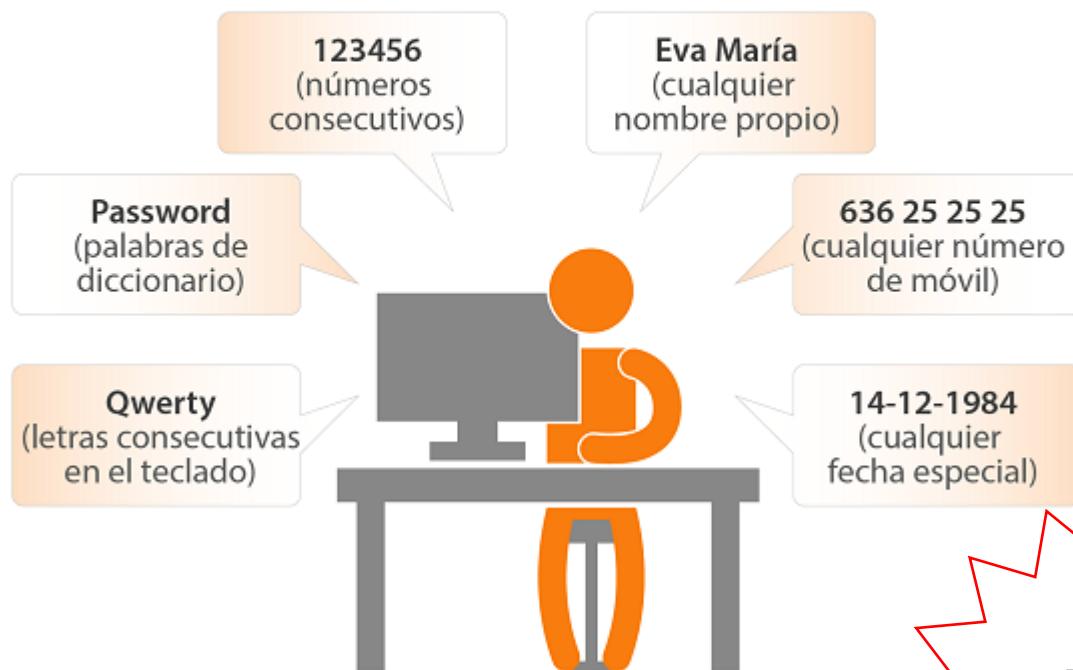 123456
(números
consecutivos)
Eva María
(cualquier
nombre propio)
Password
(palabras de
diccionario)
636 25 25 25
(cualquier número
de móvil)
Qwerty
(letras consecutivas
en el teclado)
14-12-1984
(cualquier
fecha especial)